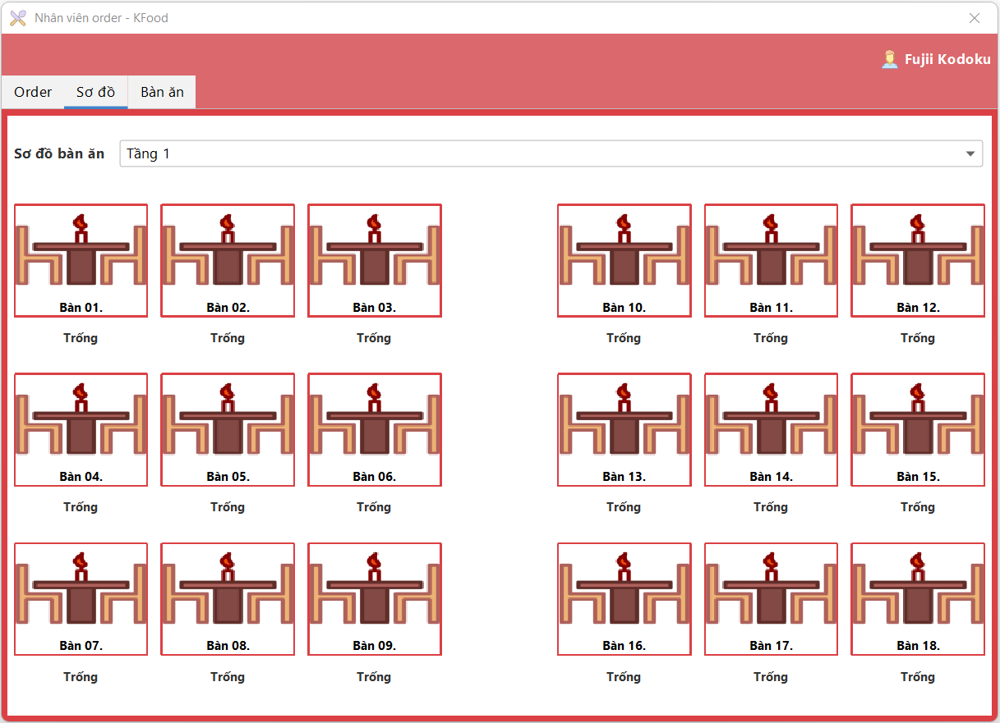 Nhân viên order - KFood
Fujii Kodoku
Order Sơ đồ Bàn ăn
Sơ đồ bàn ăn Tầng 1
Bàn 01. Bàn 02. Bàn 03. Bàn 10. Bàn 11. Bàn 12.
Trống Trống Trống Trống Trống Trống
Bàn 04. Bàn 05. Bàn 06. Bàn 13. Bàn 14. Bàn 15.
Trống Trống Trống Trống Trống Trống
Bàn 07. Bàn 08. Bàn 09. Bàn 16. Bàn 17. Bàn 18.
Trống Trống Trống Trống Trống Trống